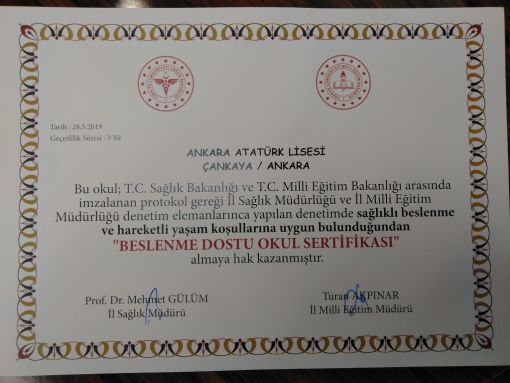 Tarih : 28.5.2019
Geçerlilik Süresi : 3 Yıl
ANKARA ATATÜRK LİSESİ
ÇANKAYA / ANKARA
Bu okul; T.C. Sağlık Bakanlığı ve T.C. Milli Eğitim Bakanlığı arasında
imzalanan protokol gereği İl Sağlık Müdürlüğü ve İl Milli Eğitim
Müdürlüğü denetim elemanlarınca yapılan denetimde sağlıklı beslenme
ve hareketli yaşam koşullarına uygun bulunduğundan
"BESLENME DOSTU OKUL SERTİFİKASI"
almaya hak kazanmıştır.
Prof. Dr. Mehmet GÜLÜM
İl Sağlık Müdürü
Turan AKPINAR
İl Milli Eğitim Müdürü